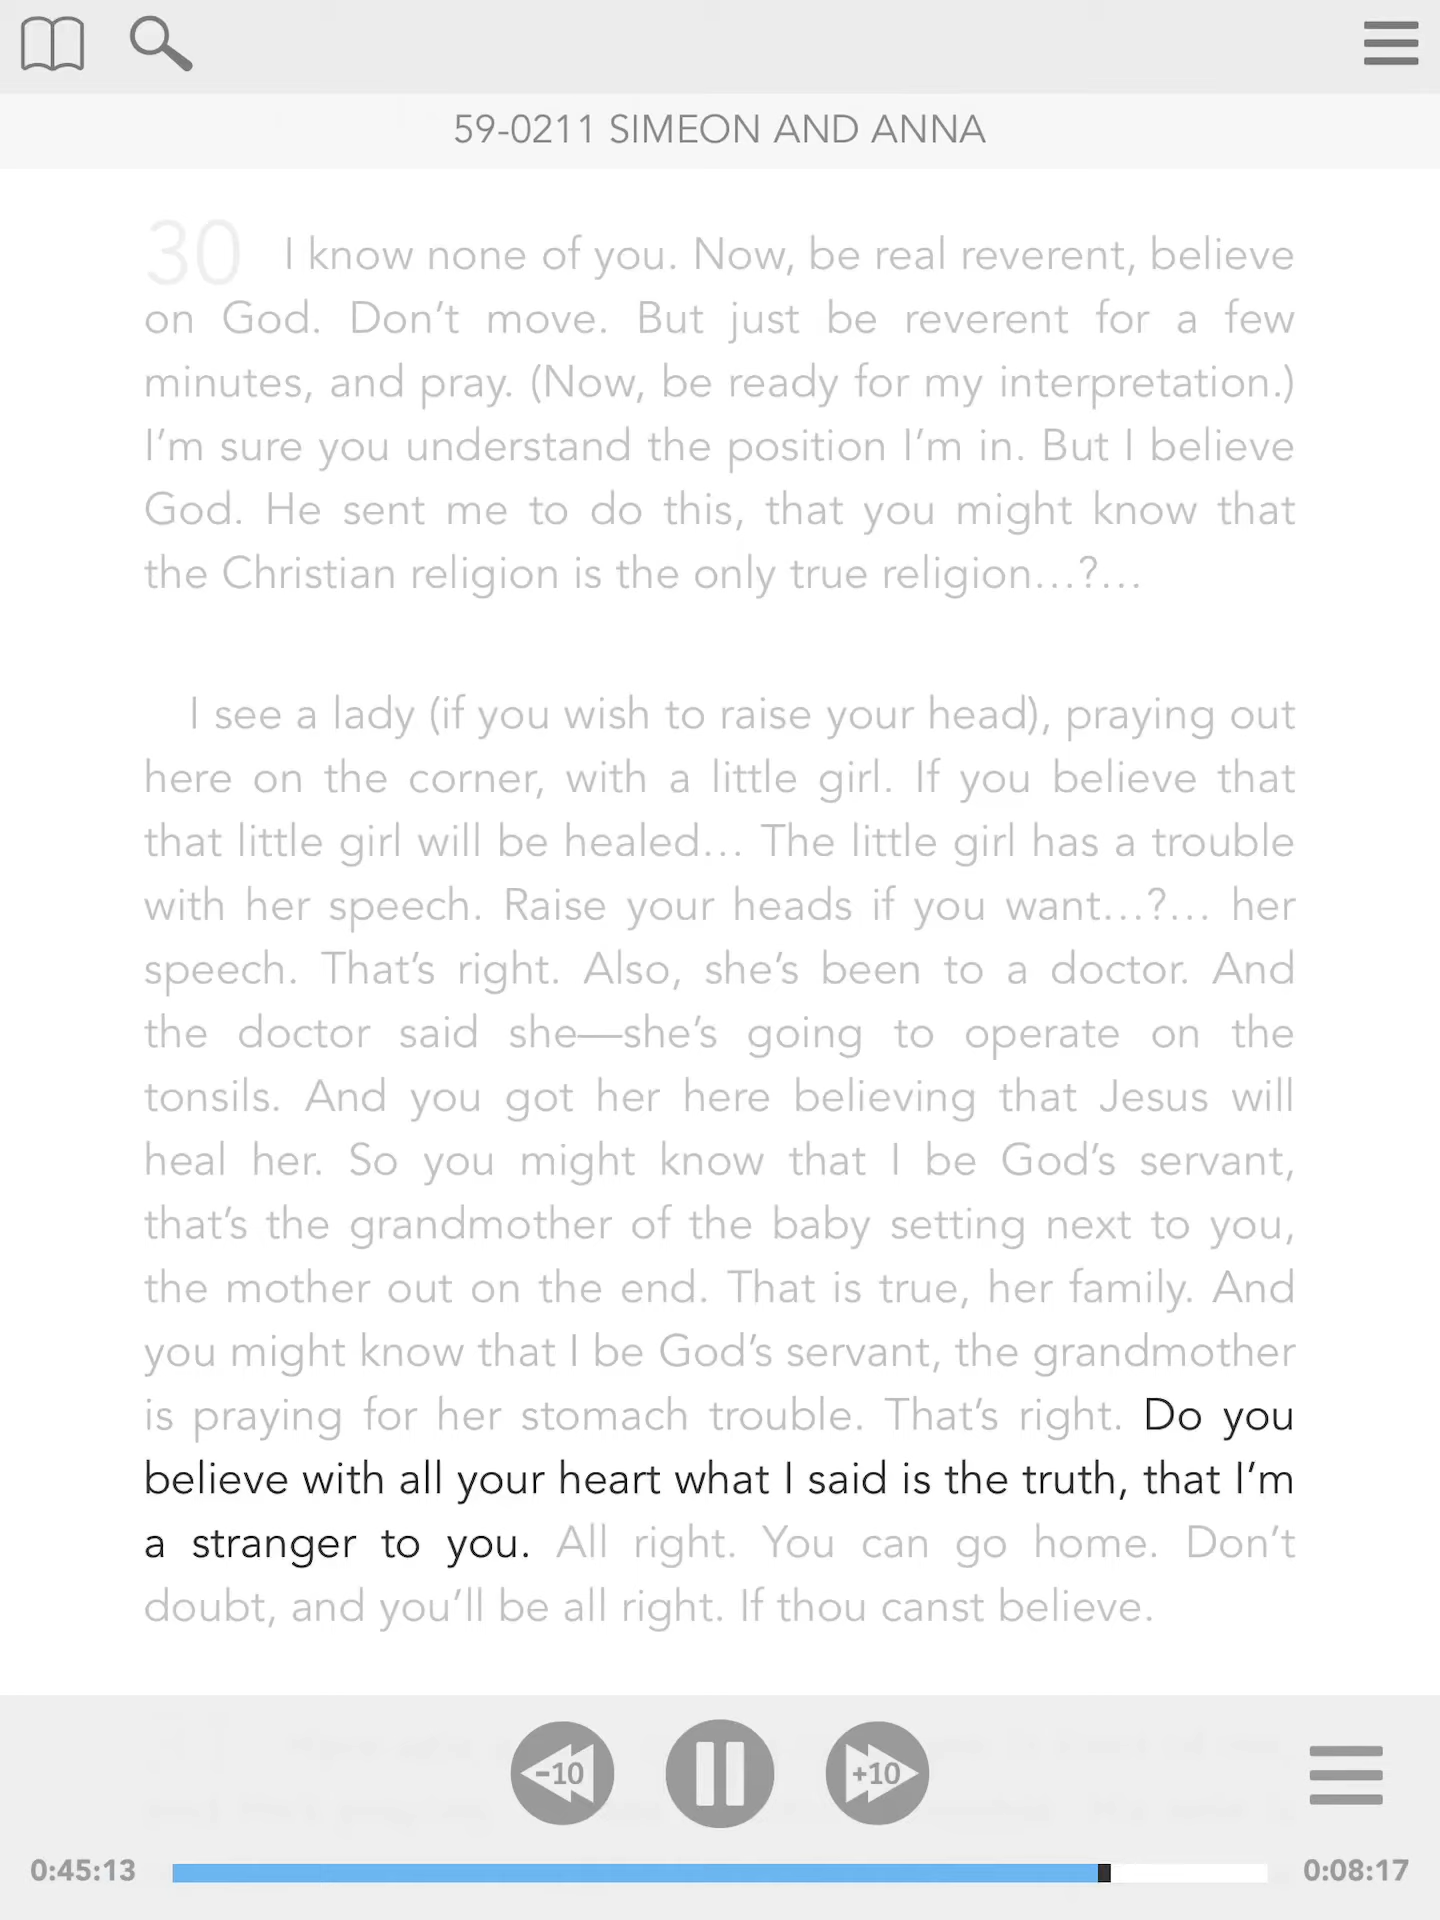 59-0211 SIMEON AND ANNA
30 I know none of you. Now, be real reverent, believe
on God. Don’t move. But just be reverent for a few
minutes, and pray. (Now, be ready for my interpretation.)
I’m sure you understand the position I’m in. But I believe
God. He sent me to do this, that you might know that
the Christian religion is the only true religion…?…
I see a lady (if you wish to raise your head), praying out
here on the corner, with a little girl. If you believe that
that little girl will be healed… The little girl has a trouble
with her speech. Raise your heads if you want…?… her
speech. That’s right. Also, she’s been to a doctor. And
the doctor said she—she’s going to operate on the
tonsils. And you got her here believing that Jesus will
heal her. So you might know that I be God’s servant,
that’s the grandmother of the baby setting next to you,
the mother out on the end. That is true, her family. And
you might know that I be God’s servant, the grandmother
is praying for her stomach trouble. That’s right. Do you
believe with all your heart what I said is the truth, that I’m
a stranger to you. All right. You can go home. Don’t
doubt, and you’ll be all right. If thou canst believe.
-10 +10
0:45:13 0:08:17